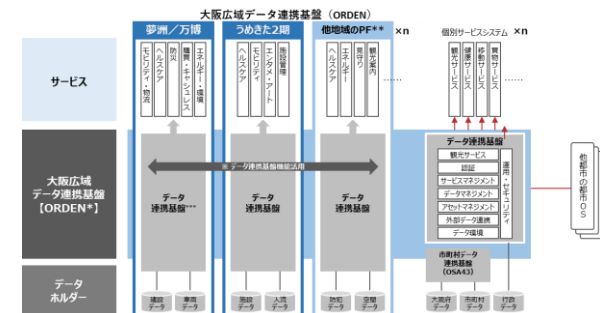 大阪広域データ連携基盤（ORDEN）
夢洲／万博
うめきた2期
他地域のPF**
×n
個別サービスシステム
×n
サービス
モビリティ・物流
ヘルスケア
防災
購買・キャッシュレス
エネルギー・環境
ヘルスケア
モビリティ
エンタメ・アート
施設管理
ヘルスケア
エネルギー
見守り
観光案内
……
観光サービス
健康サービス
移動サービス
買物サービス
……
大阪広域
データ連携基盤
【ORDEN*】
※ データ連携基盤機能活用
データ
連携基盤***
データ
連携基盤
データ
連携基盤
データ連携基盤
観光サービス
認証
サービスマネジメント
データマネジメント
アセットマネジメント
外部データ連携
データ環境
運用・セキュリティ
他都市の都市OS
市町村データ
連携基盤
（OSA43）
データ
ホルダー
建設
データ
車両
データ
施設
データ
人流
データ
防犯
データ
空間
データ
大阪府
データ
市町村
データ
行政
データ